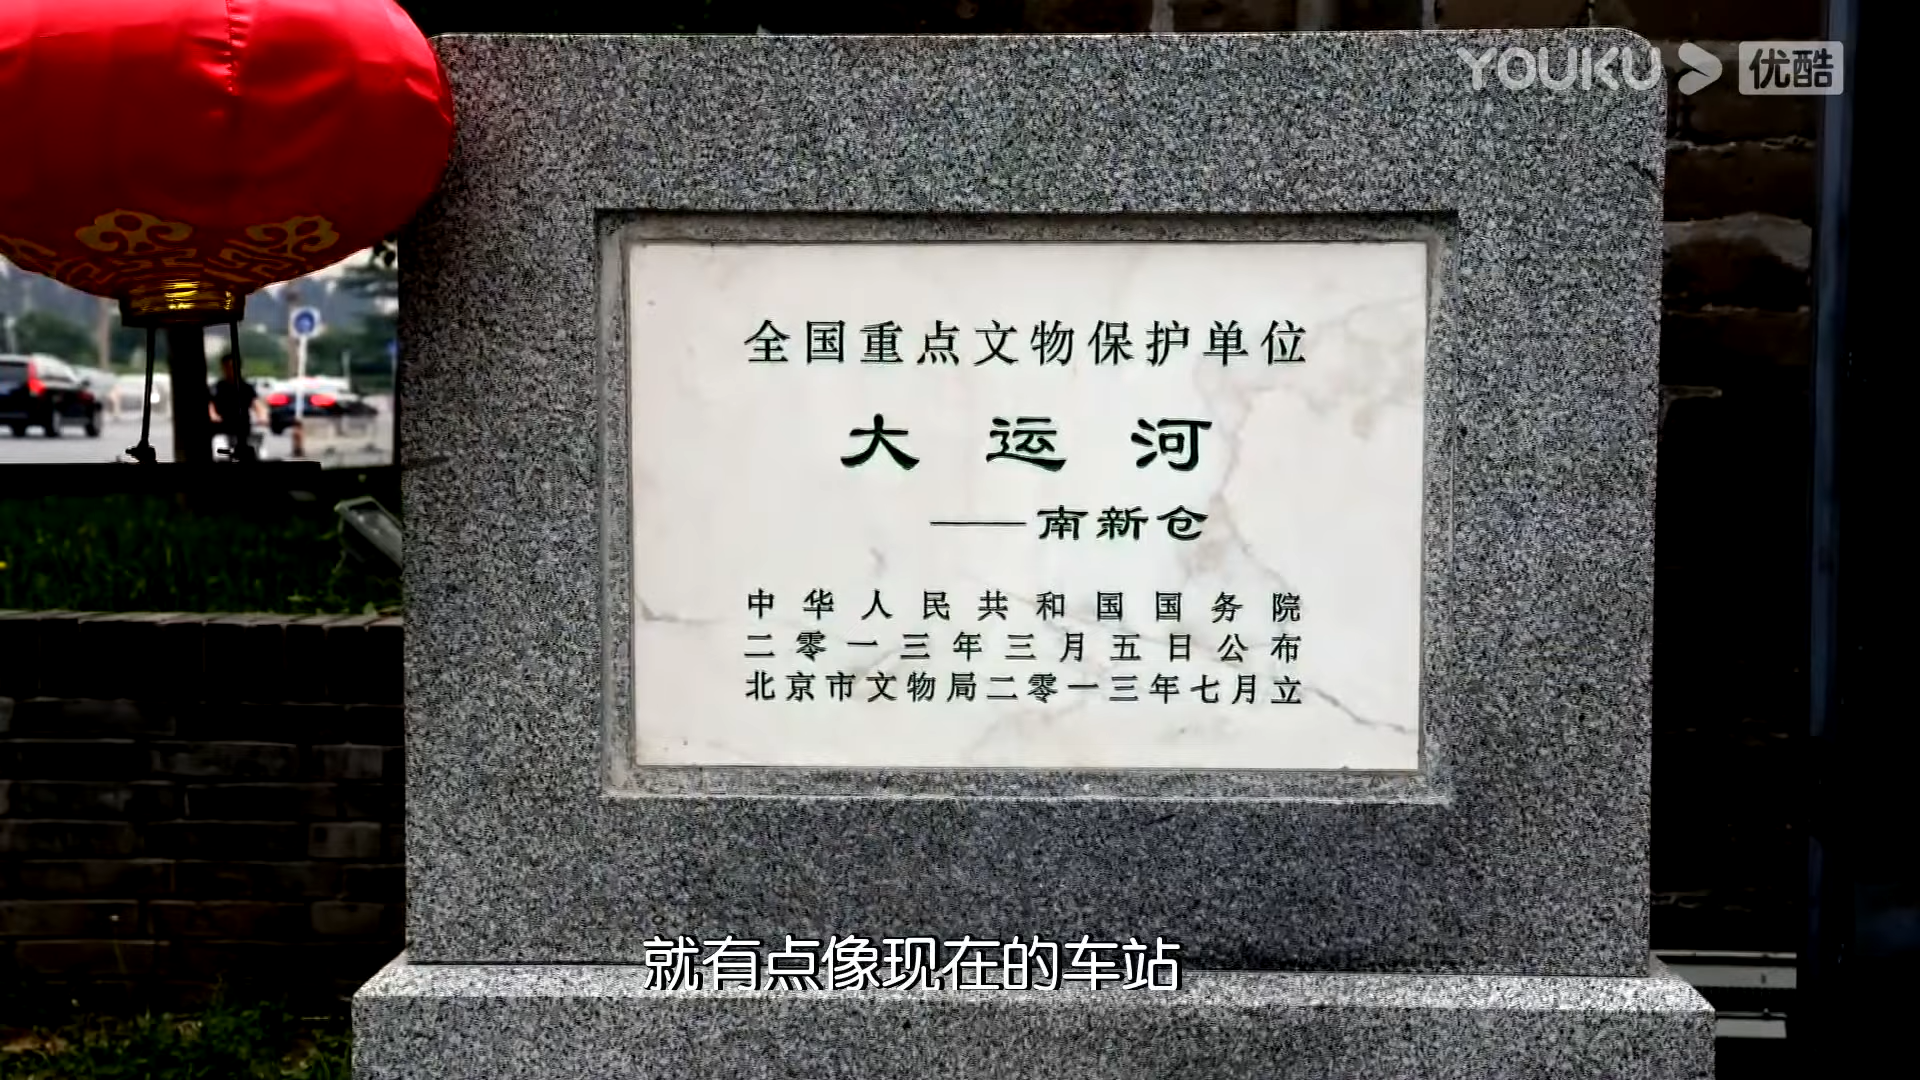 YOUKU 优酷
全国重点文物保护单位
大运河
——南新仓
中华人民共和国国务院
二零一三年三月五日公布
北京市文物局二零一三年七月立
就有点像现在的车站